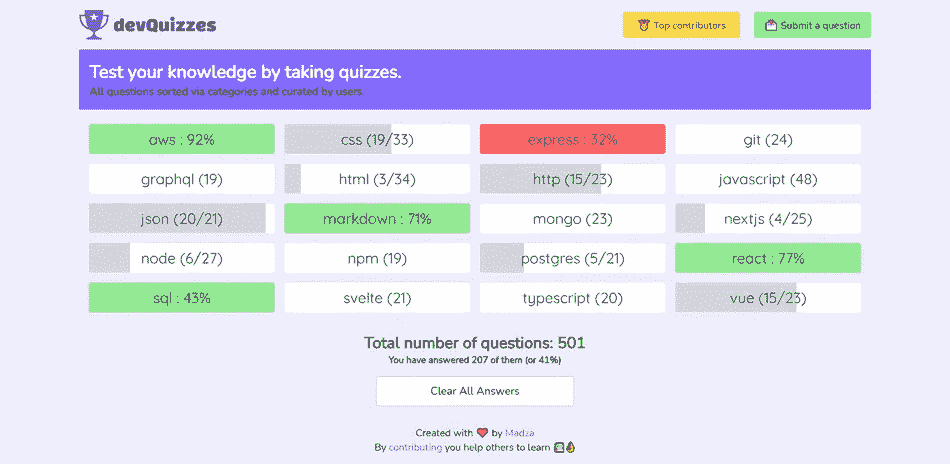 devQuizzes
Top contributors
Submit a question
Test your knowledge by taking quizzes.
All questions sorted via categories and curated by users
aws : 92%
css (19/33)
express : 32%
git (24)
graphql (19)
html (3/34)
http (15/23)
javascript (48)
json (20/21)
markdown : 71%
mongo (23)
nextjs (4/25)
node (6/27)
npm (19)
postgres (5/21)
react : 77%
sql : 43%
svelte (21)
typescript (20)
vue (15/23)
Total number of questions: 501
You have answered 207 of them (or 41%)
Clear All Answers
Created with ❤️ by Madza
By contributing you help others to learn